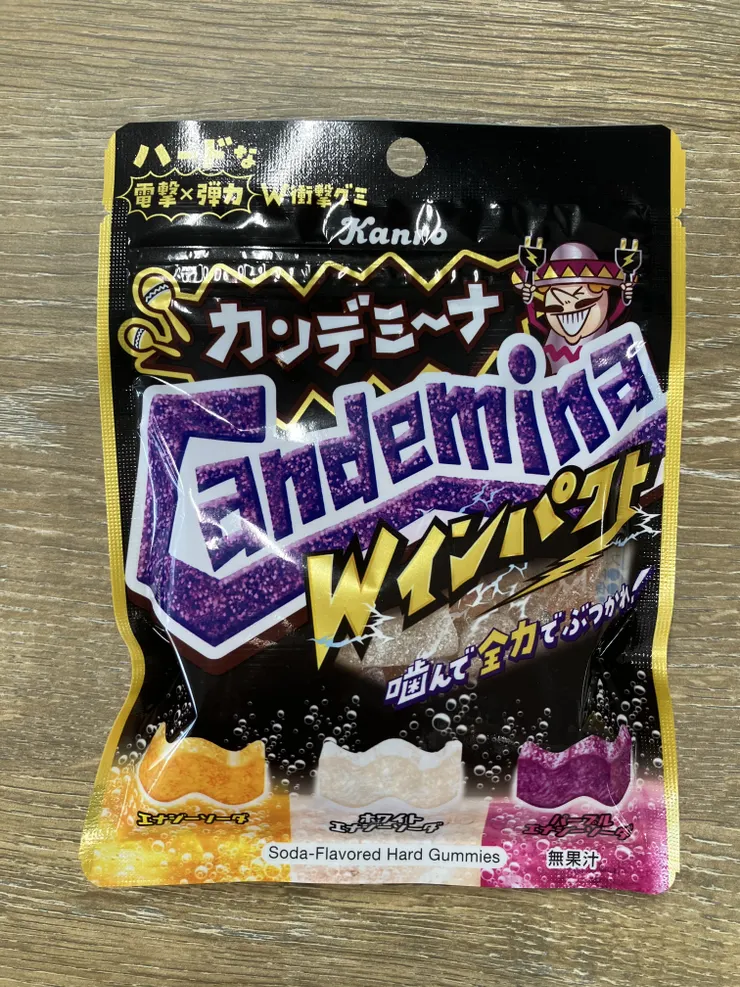 ハードな
電撃×弾力 W衝撃グミ
Kanro
カンデミ〜ナ
Candemina
Wインパクト
噛んで全力でぶつかれ!
エナジーソーダ
ホワイト
エナジーソーダ
パープル
エナジーソーダ
Soda-Flavored Hard Gummies
無果汁